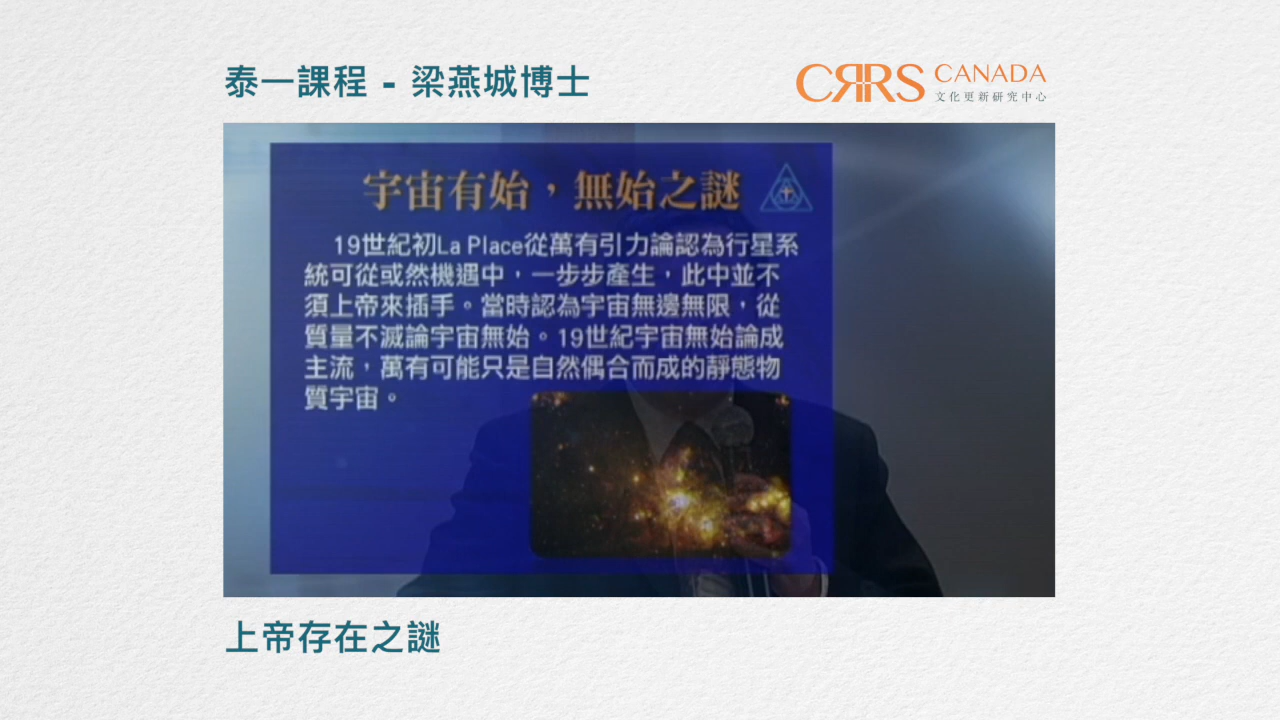 泰一課程 - 梁燕城博士
CRRS CANADA
文化更新研究中心
宇宙有始，無始之謎
19世紀初La Place從萬有引力論認為行星系
統可從或然機遇中，一步步產生，此中並不
須上帝來插手。當時認為宇宙無邊無限，從
質量不滅論宇宙無始。19世紀宇宙無始論成
主流，萬有可能只是自然偶合而成的靜態物
質宇宙。
上帝存在之謎